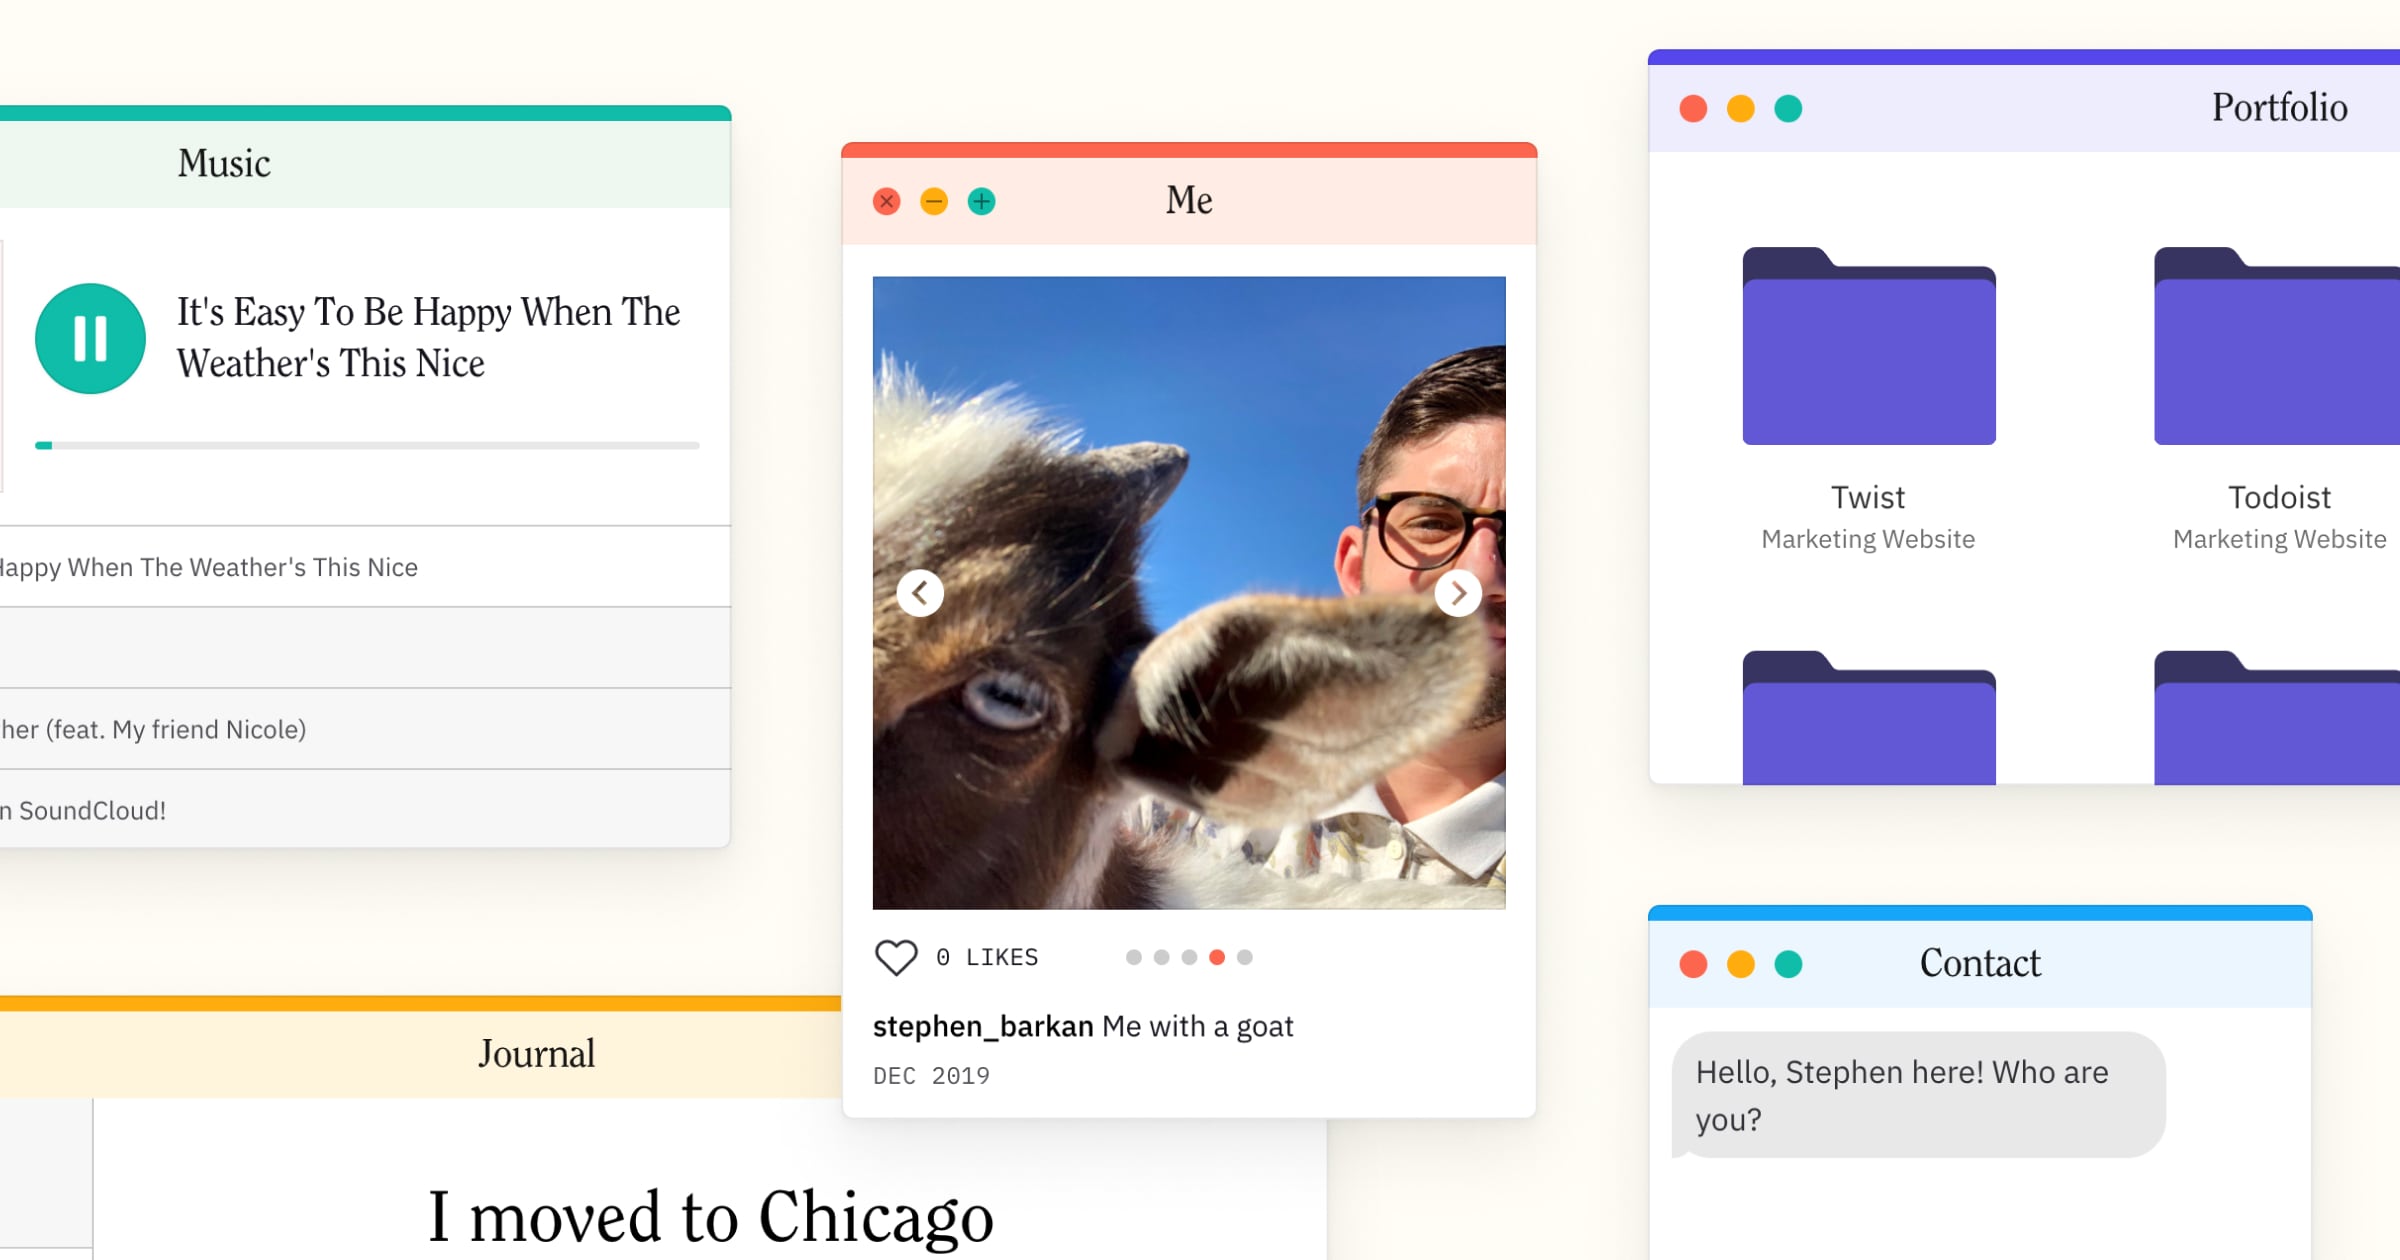 Music
It's Easy To Be Happy When The
Weather's This Nice
Happy When The Weather's This Nice
(feat. My friend Nicole)
SoundCloud!
Journal
I moved to Chicago
Me
0 LIKES
stephen_barkan Me with a goat
DEC 2019
Portfolio
Twist
Marketing Website
Todoist
Marketing Website
Contact
Hello, Stephen here! Who are
you?